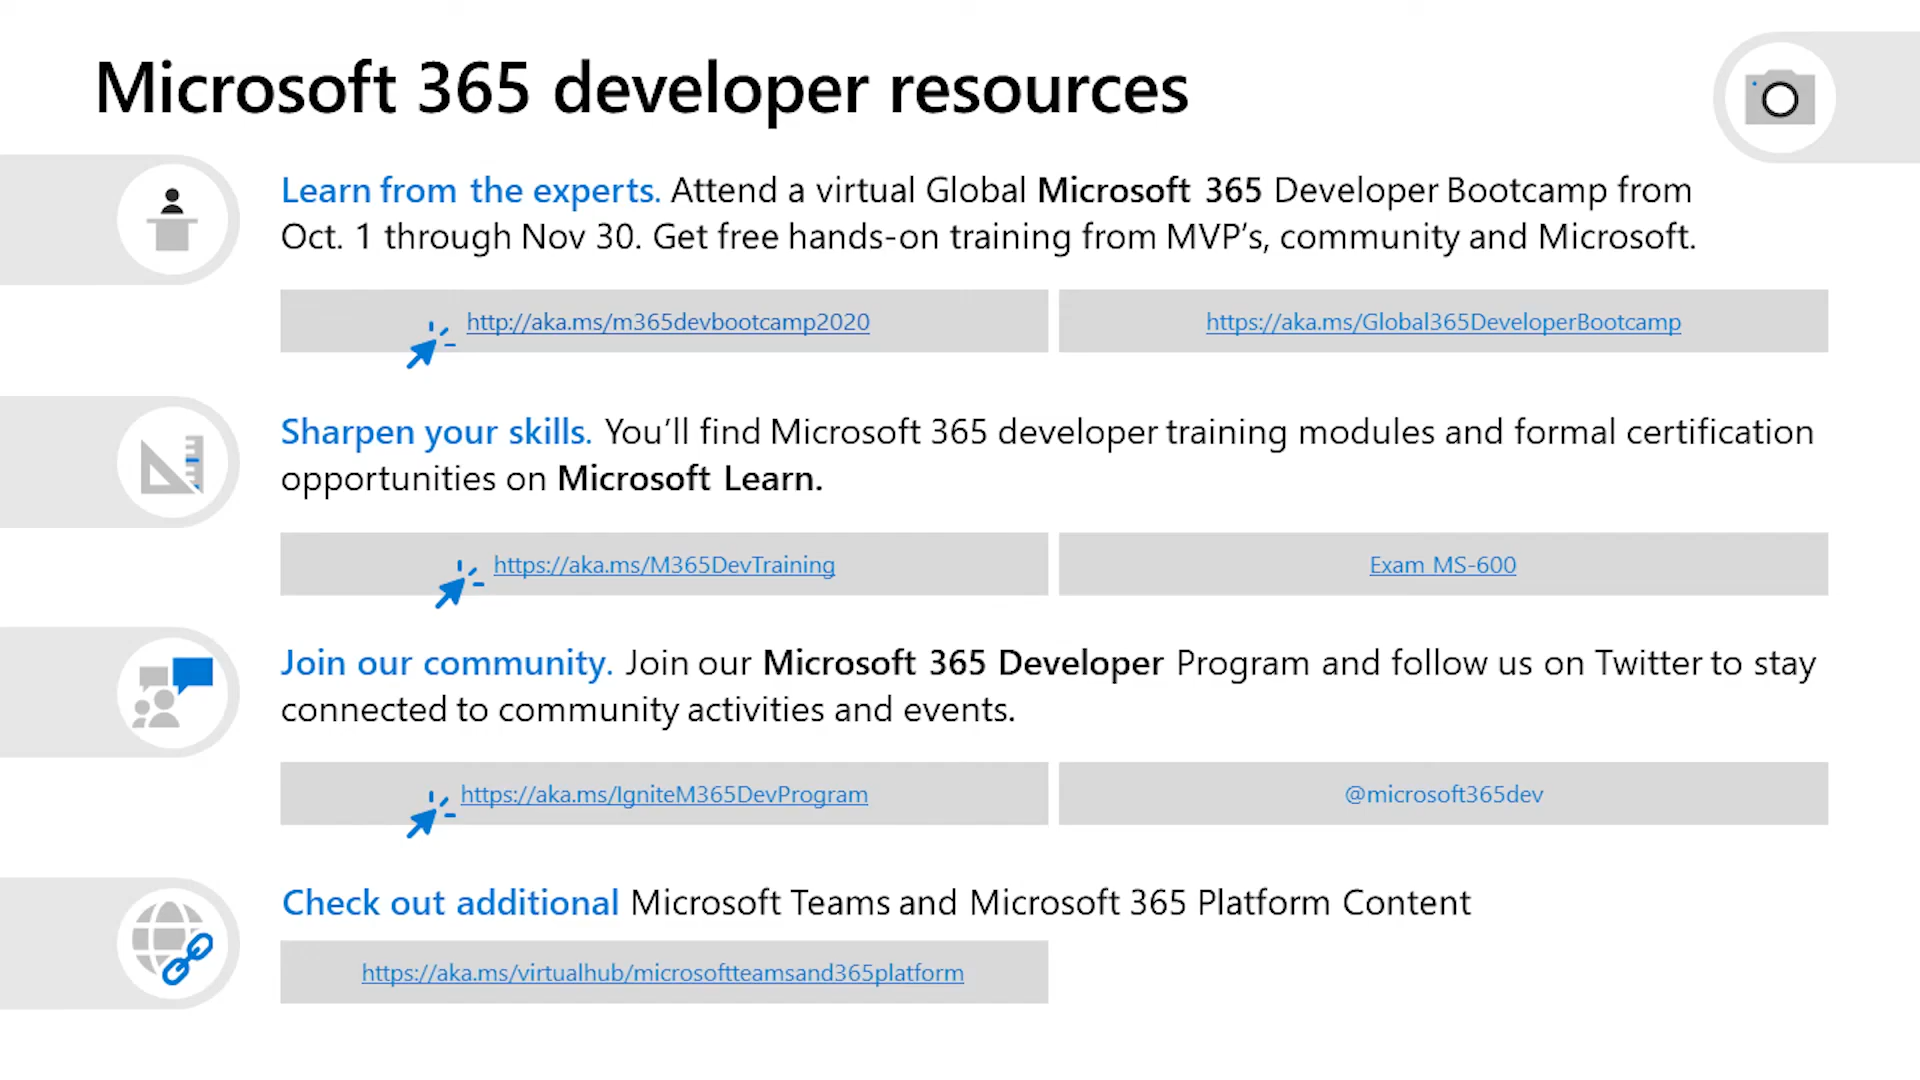 Microsoft 365 developer resources
Learn from the experts. Attend a virtual Global Microsoft 365 Developer Bootcamp from
Oct. 1 through Nov 30. Get free hands-on training from MVP's, community and Microsoft.
http://aka.ms/m365devbootcamp2020
https://aka.ms/Global365DeveloperBootcamp
Sharpen your skills. You'll find Microsoft 365 developer training modules and formal certification
opportunities on Microsoft Learn.
https://aka.ms/M365DevTraining
Exam MS-600
Join our community. Join our Microsoft 365 Developer Program and follow us on Twitter to stay
connected to community activities and events.
https://aka.ms/IgniteM365DevProgram
@microsoft365dev
Check out additional Microsoft Teams and Microsoft 365 Platform Content
https://aka.ms/virtualhub/microsoftteamsand365platform